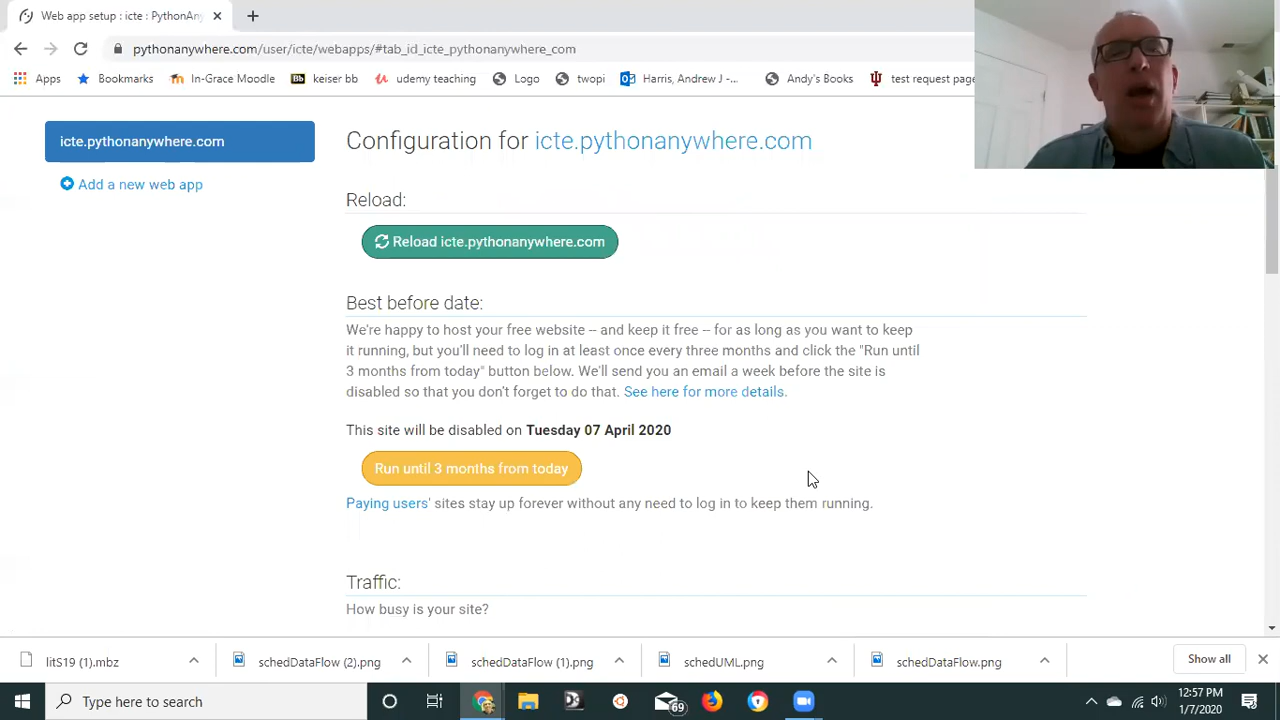 Web app setup : icte : PythonAny
pythonanywhere.com/user/icte/webapps/#tab_id_icte_pythonanywhere_com
Apps
Bookmarks
In-Grace Moodle
Bb
keiser bb
udemy teaching
Logo
twopi
Harris, Andrew J -...
Andy's Books
test request page
icte.pythonanywhere.com
Add a new web app
Configuration for icte.pythonanywhere.com
Reload:
Reload icte.pythonanywhere.com
Best before date:
We're happy to host your free website -- and keep it free -- for as long as you want to keep
it running, but you'll need to log in at least once every three months and click the "Run until
3 months from today" button below. We'll send you an email a week before the site is
disabled so that you don't forget to do that. See here for more details.
This site will be disabled on Tuesday 07 April 2020
Run until 3 months from today
Paying users' sites stay up forever without any need to log in to keep them running.
Traffic:
How busy is your site?
litS19 (1).mbz
schedDataFlow (2).png
schedDataFlow (1).png
schedUML.png
schedDataFlow.png
Show all
Type here to search
69
12:57 PM
1/7/2020